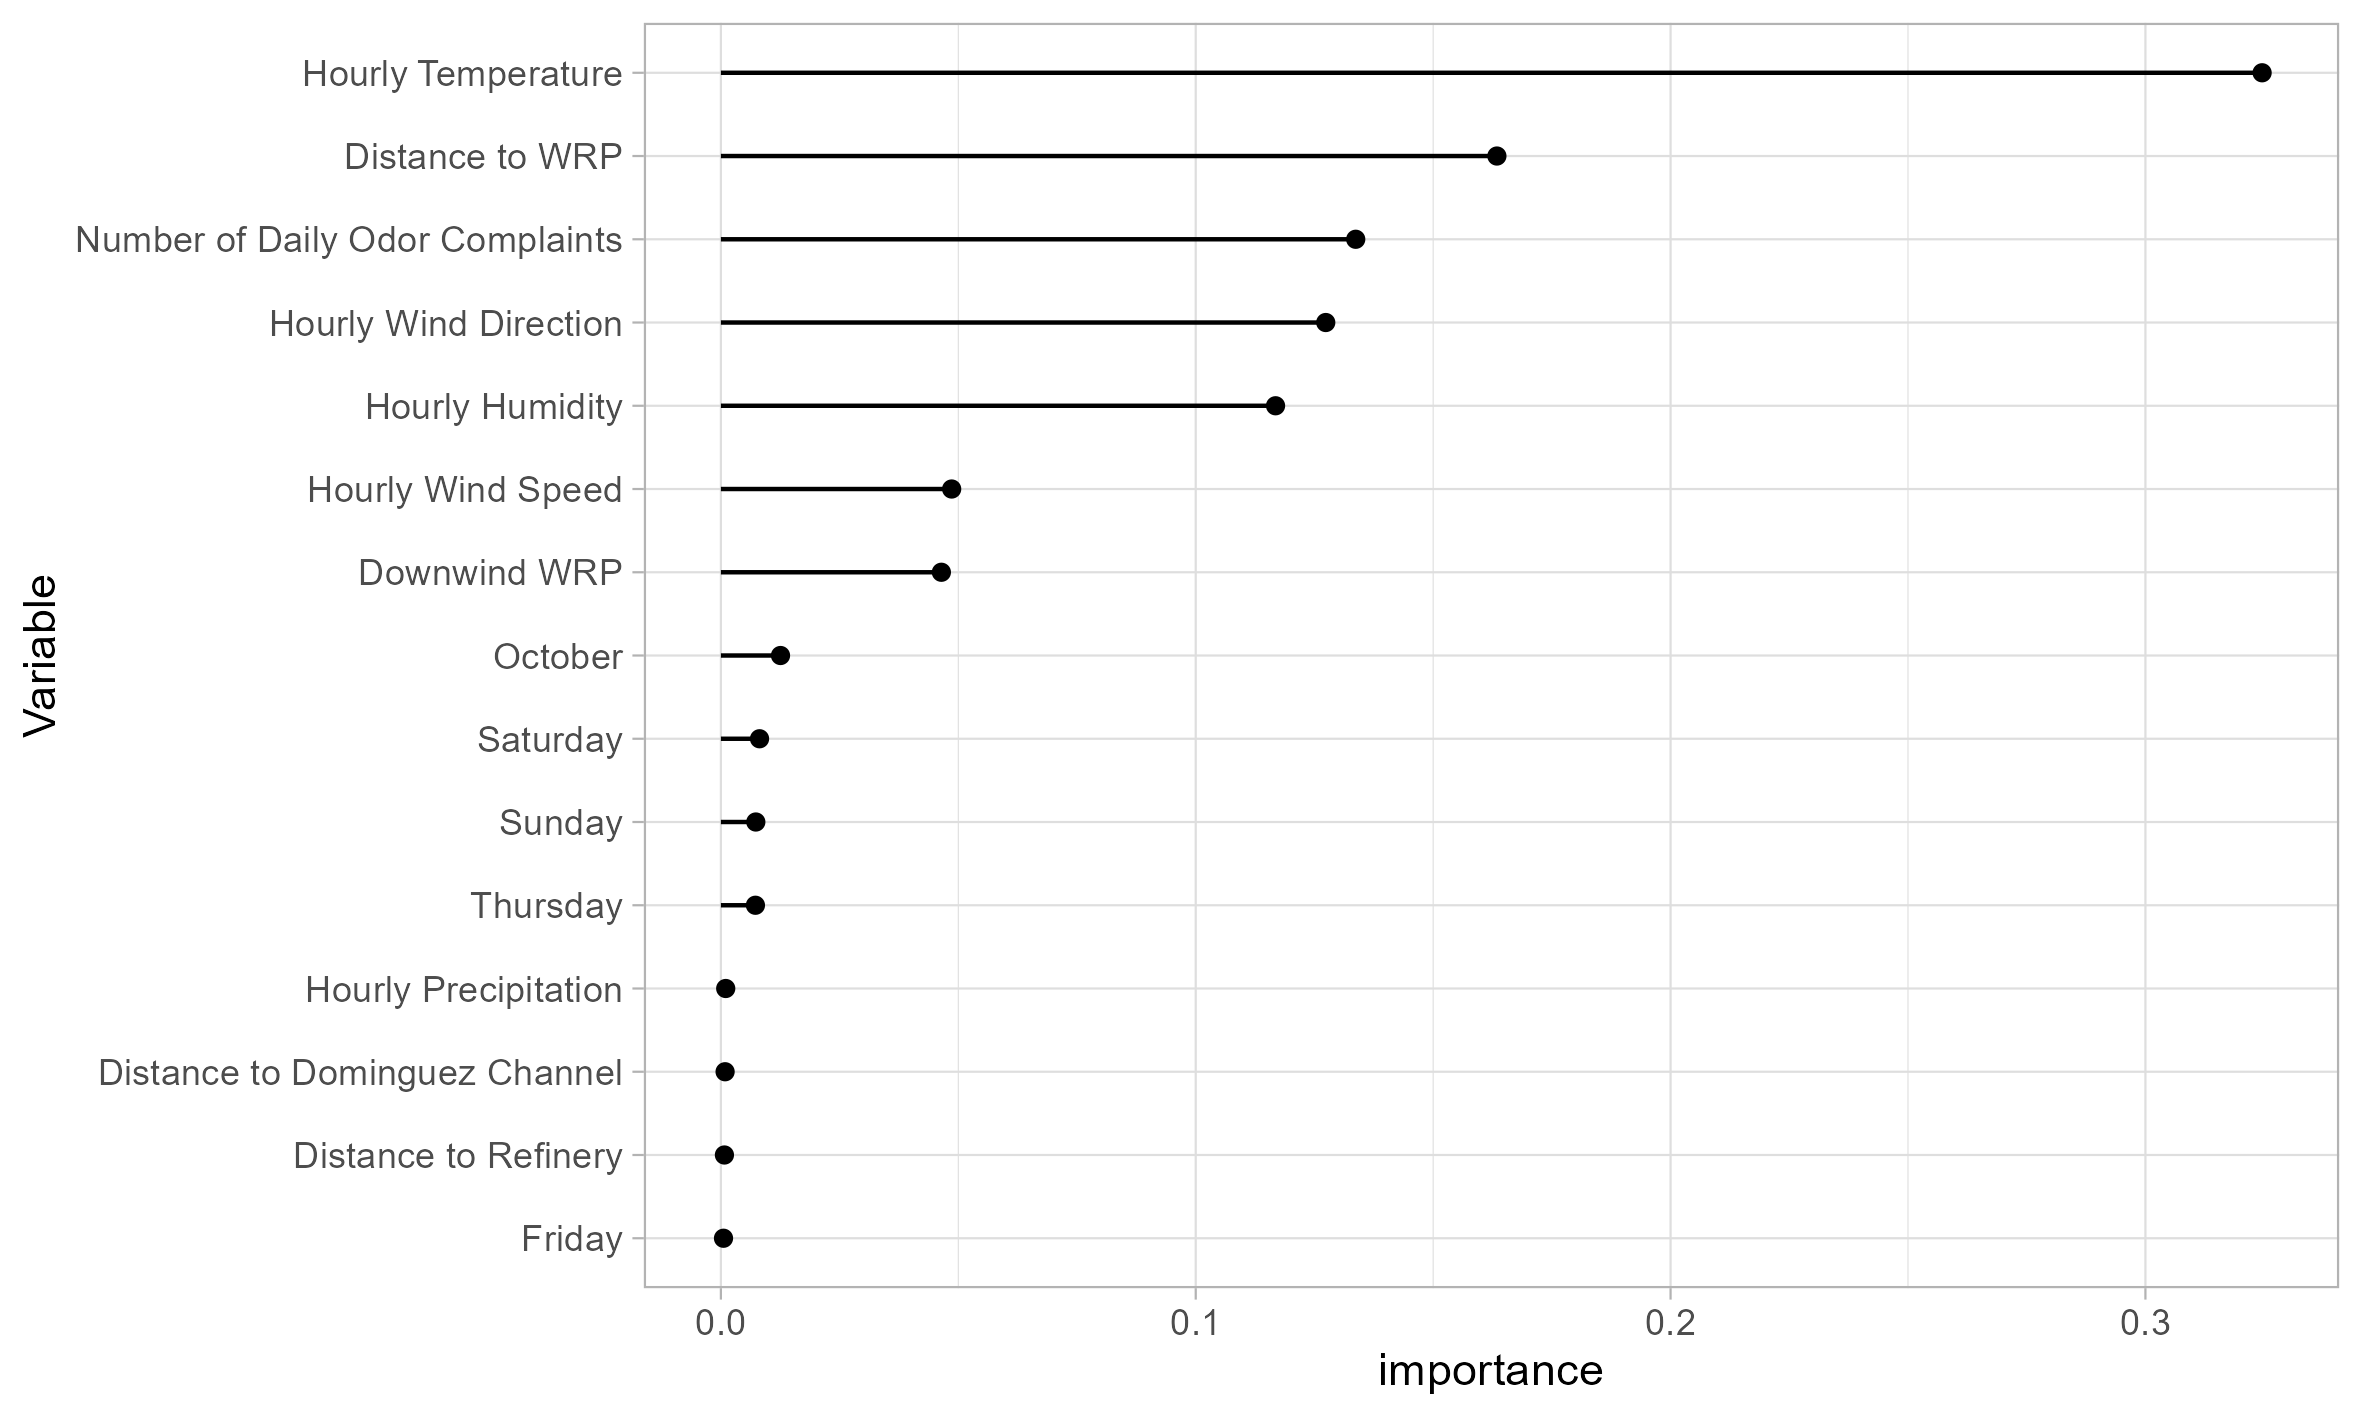 Hourly Temperature
Distance to WRP
Number of Daily Odor Complaints
Hourly Wind Direction
Hourly Humidity
Hourly Wind Speed
Downwind WRP
October
Saturday
Sunday
Thursday
Hourly Precipitation
Distance to Dominguez Channel
Distance to Refinery
Friday
Variable
0.0 0.1 0.2 0.3
importance